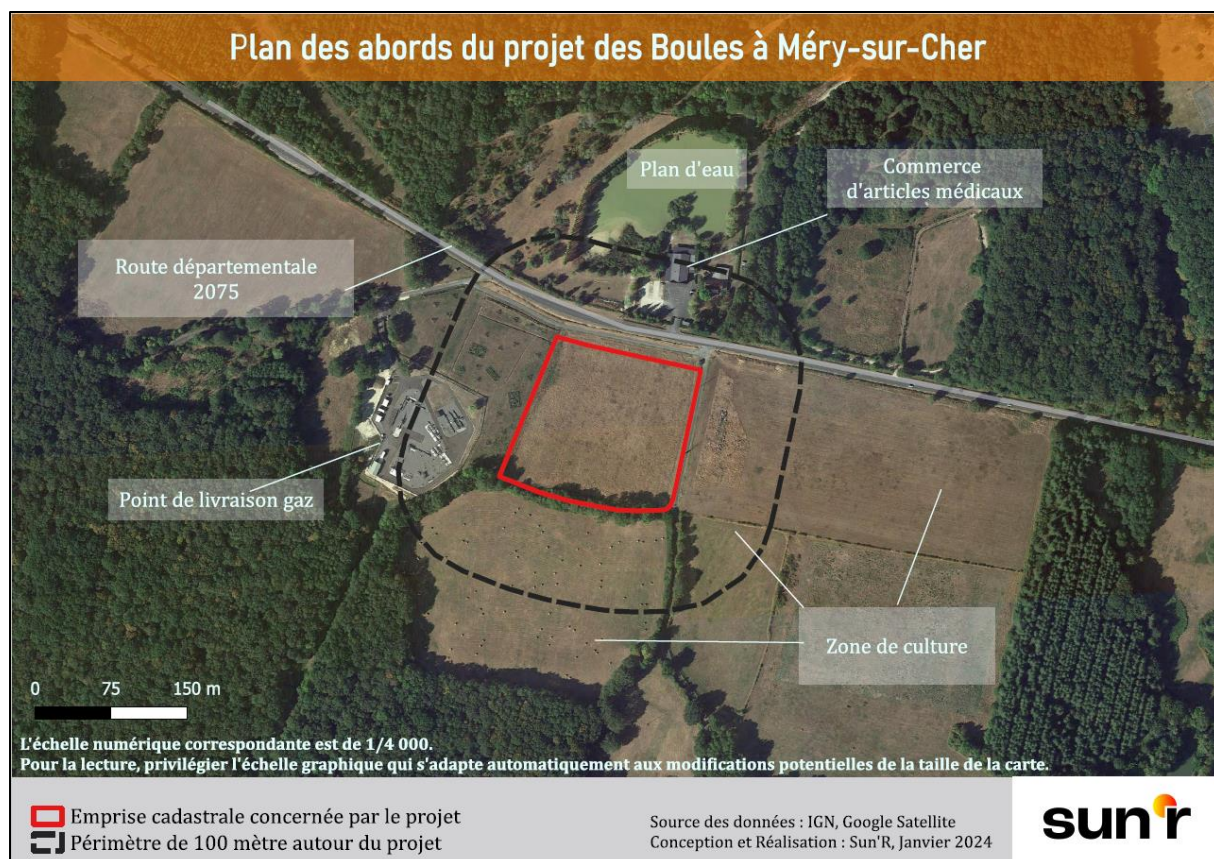 Plan des abords du projet des Boules à Méry-sur-Cher
Plan d'eau
Commerce
d'articles médicaux
Route départementale
2075
Point de livraison gaz
Zone de culture
0 75 150 m
L'échelle numérique correspondante est de 1/4 000.
Pour la lecture, privilégier l'échelle graphique qui s'adapte automatiquement aux modifications potentielles de la taille de la carte.
Emprise cadastrale concernée par le projet
Périmètre de 100 mètre autour du projet
Source des données : IGN, Google Satellite
Conception et Réalisation : Sun'R, Janvier 2024
sun'r